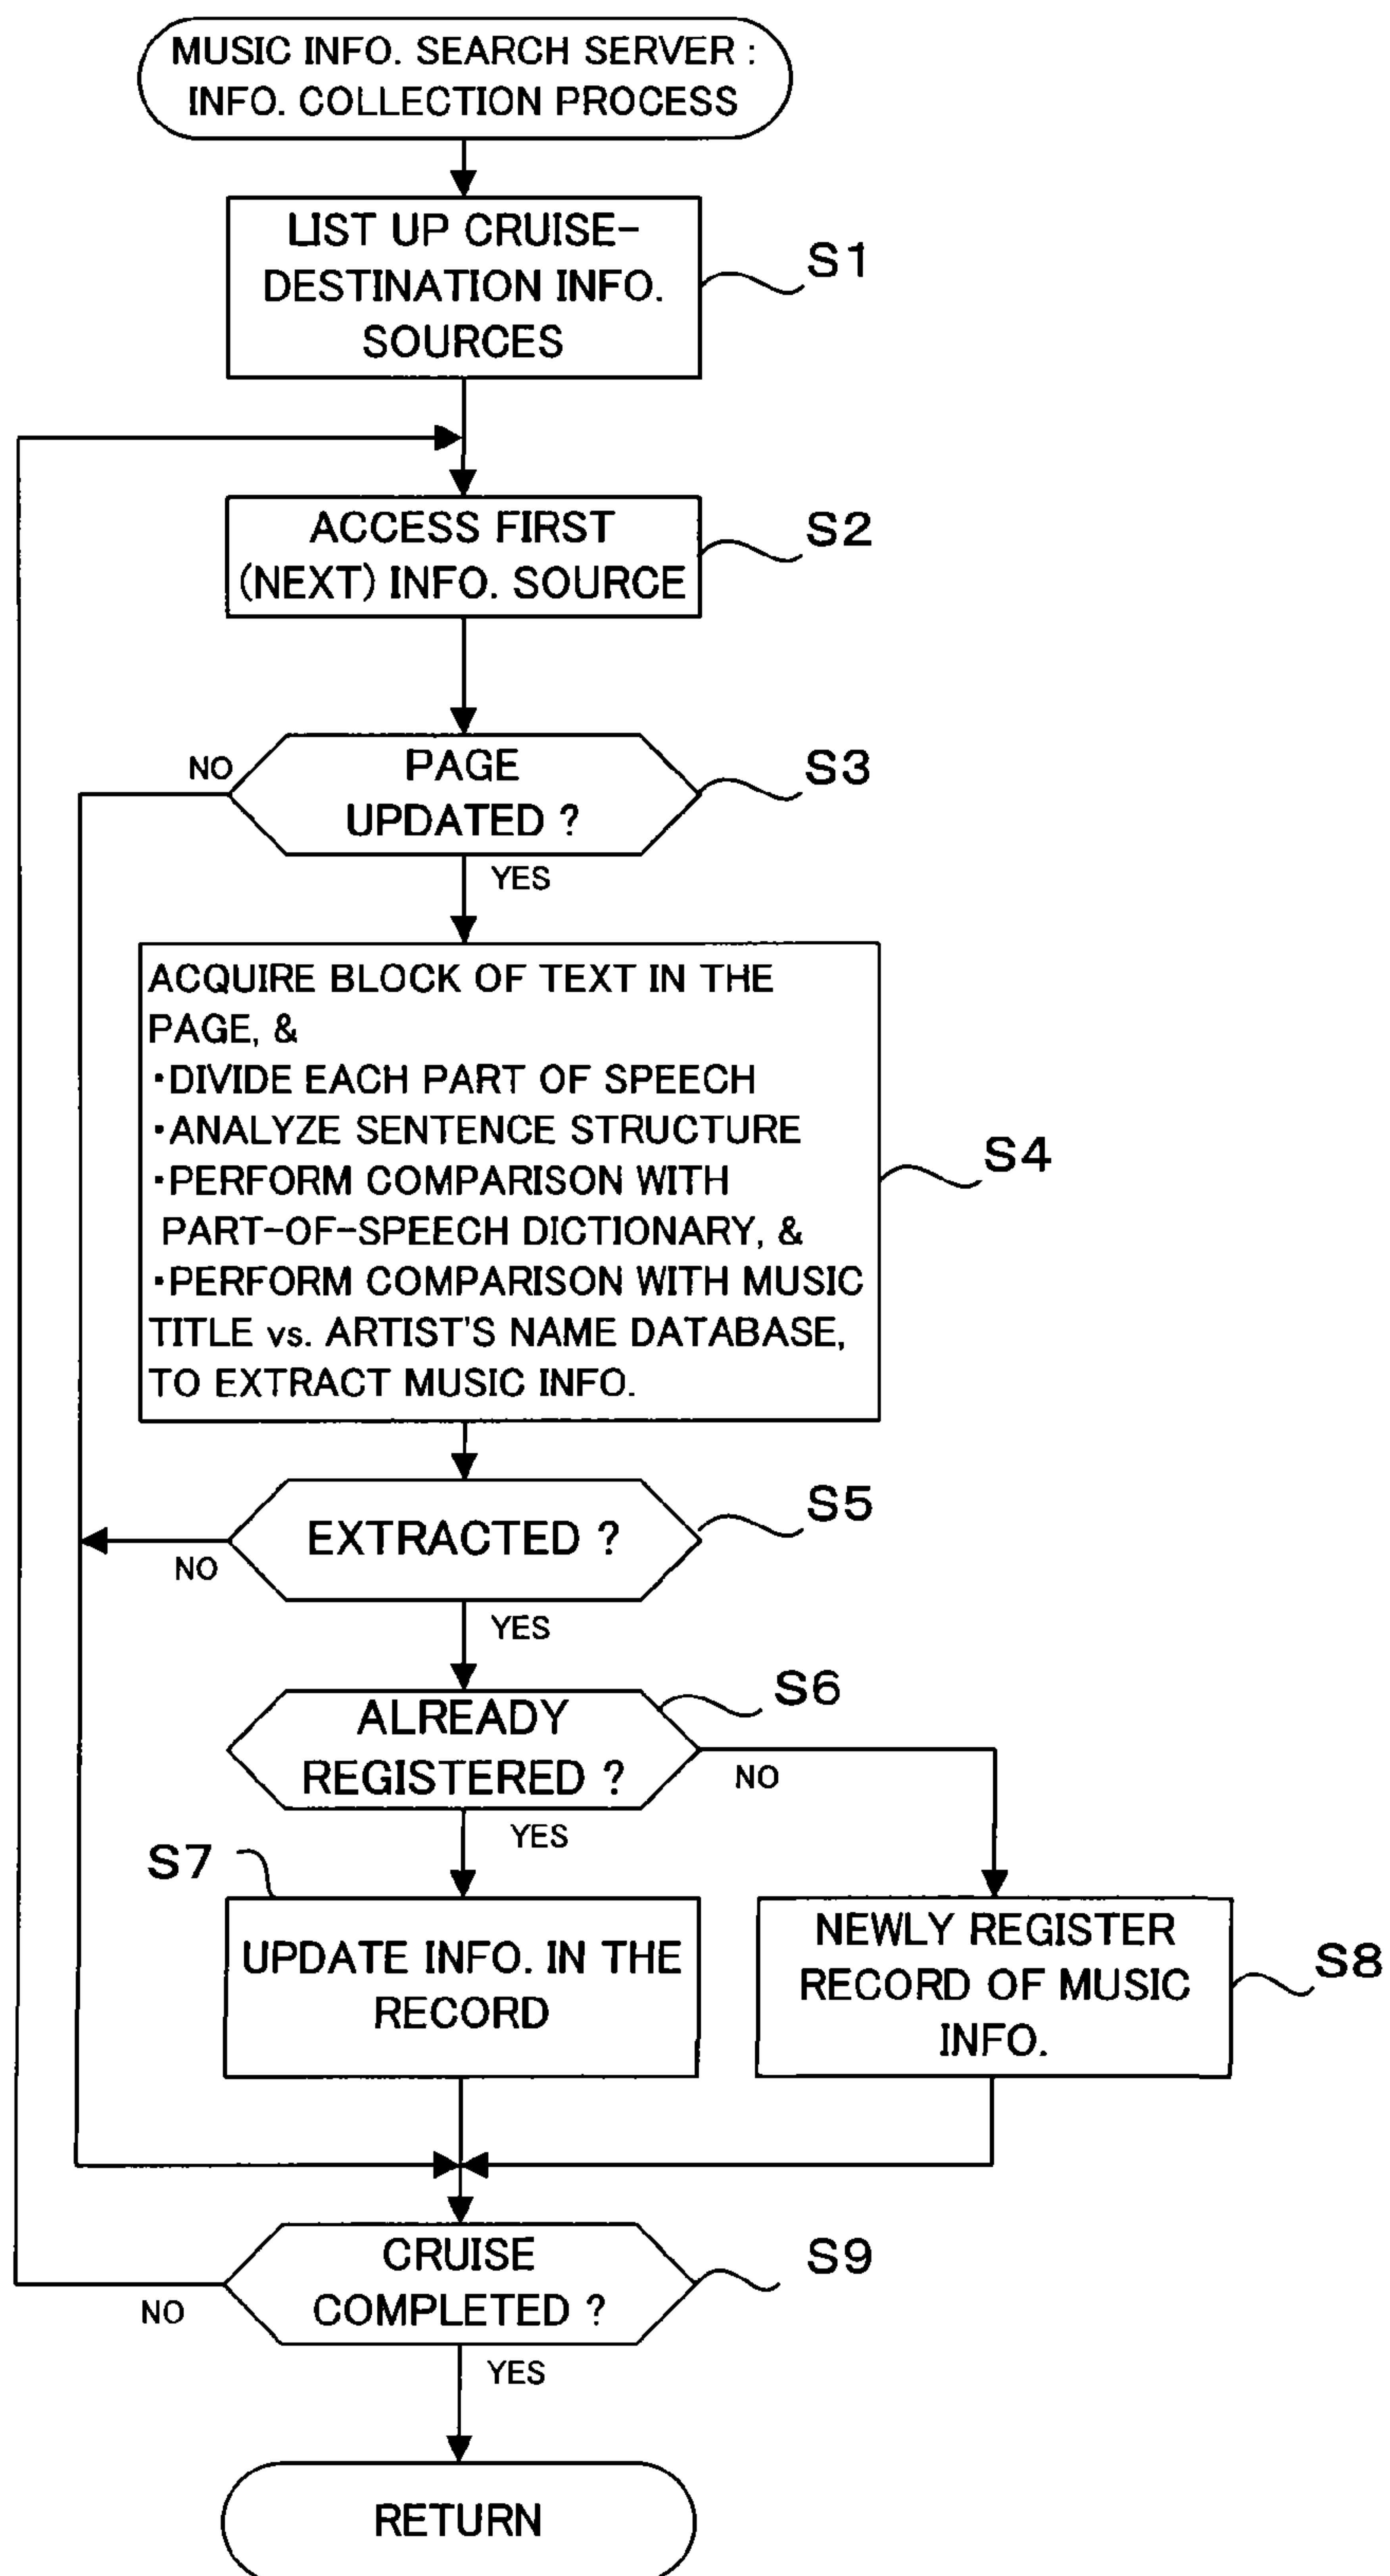 MUSIC INFO. SEARCH SERVER :
INFO. COLLECTION PROCESS
LIST UP CRUISE-
DESTINATION INFO.
SOURCES
S1
ACCESS FIRST
(NEXT) INFO. SOURCE
S2
PAGE
UPDATED ?
S3
NO
YES
ACQUIRE BLOCK OF TEXT IN THE
PAGE, &
･DIVIDE EACH PART OF SPEECH
･ANALYZE SENTENCE STRUCTURE
･PERFORM COMPARISON WITH
PART-OF-SPEECH DICTIONARY, &
･PERFORM COMPARISON WITH MUSIC
TITLE vs. ARTIST'S NAME DATABASE,
TO EXTRACT MUSIC INFO.
S4
EXTRACTED ?
S5
NO
YES
ALREADY
REGISTERED ?
S6
NO
YES
S7
UPDATE INFO. IN THE
RECORD
NEWLY REGISTER
RECORD OF MUSIC
INFO.
S8
CRUISE
COMPLETED ?
S9
NO
YES
RETURN